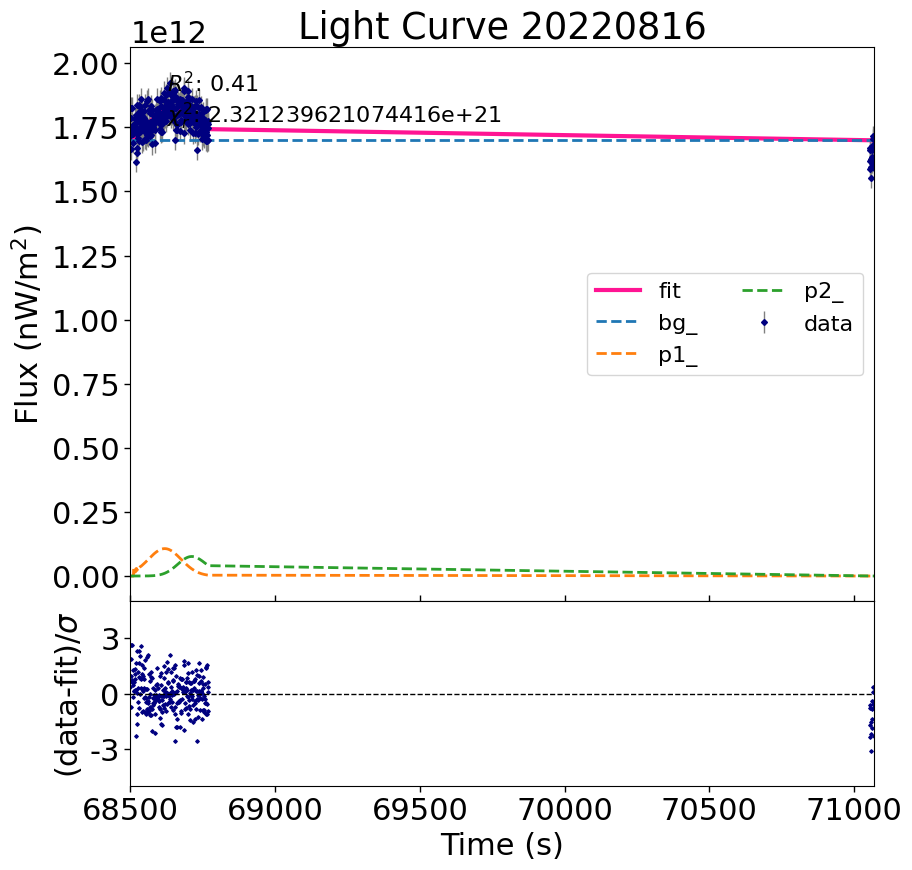 Light Curve 20220816
1e12
R²: 0.41
2.321239621074416e+21
2.00
1.75
1.50
1.25
1.00
0.75
0.50
0.25
0.00
Flux (nW/m²)
fit
bg_
p1_
p2_
data
3
0
-3
(data-fit)/σ
68500 69000 69500 70000 70500 71000
Time (s)